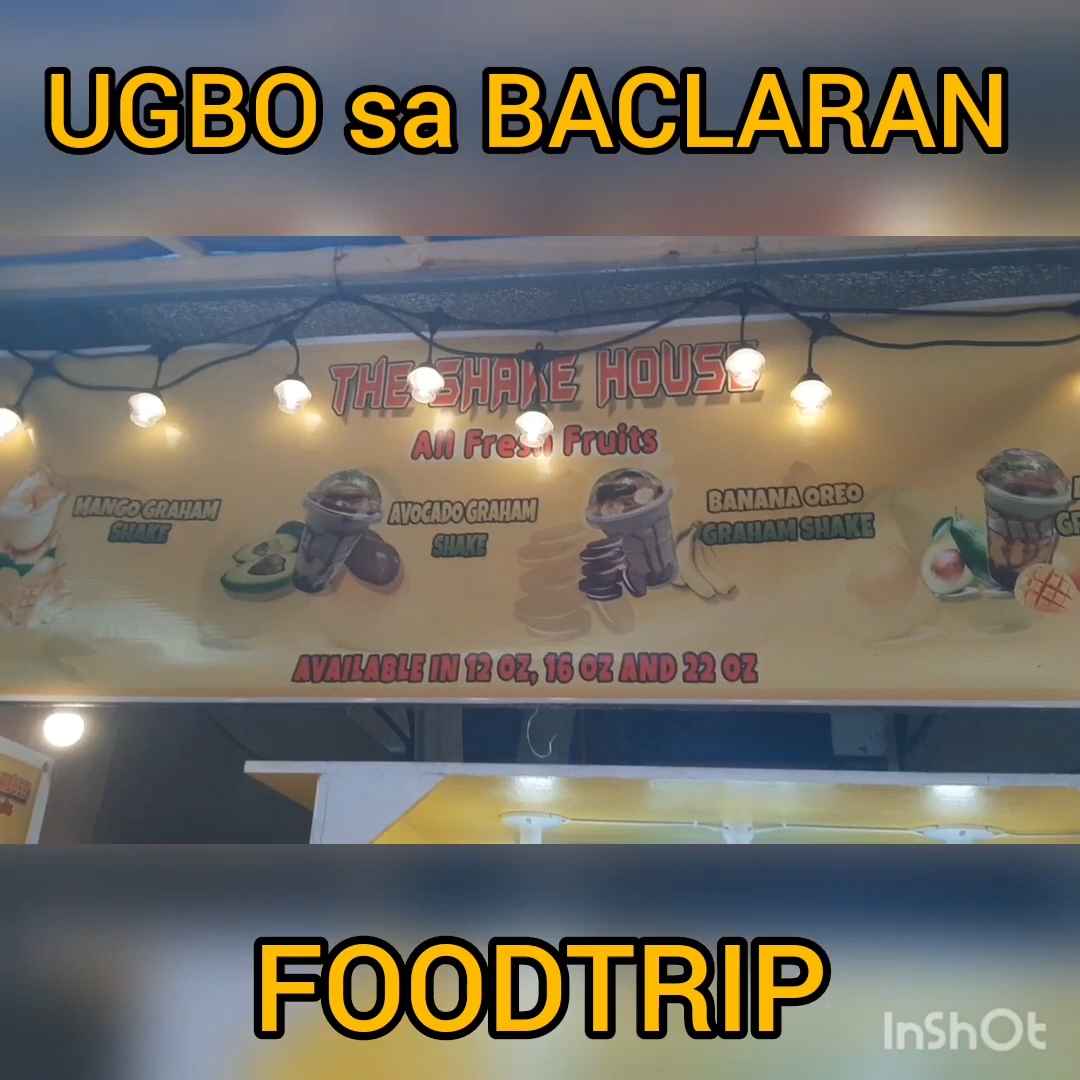 UGBO sa BACLARAN
THE SHAKE HOUSE
All Fresh Fruits
MANGO GRAHAM
SHAKE
AVOCADO GRAHAM
SHAKE
BANANA OREO
GRAHAM SHAKE
AVAILABLE IN 12 OZ, 16 OZ AND 22 OZ
FOODTRIP
InShOt